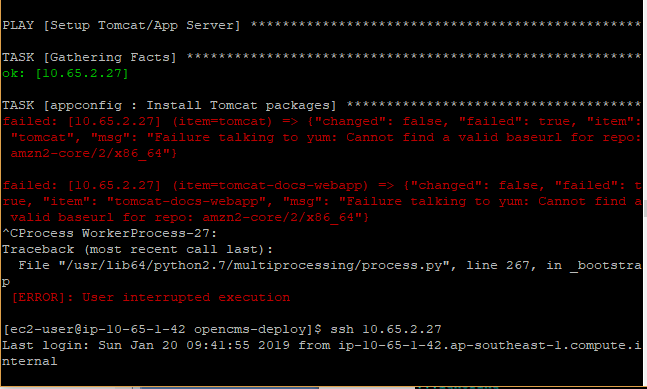 PLAY [Setup Tomcat/App Server] *************************************************
TASK [Gathering Facts] *********************************************************
ok: [10.65.2.27]
TASK [appconfig : Install Tomcat packages] *************************************
failed: [10.65.2.27] (item=tomcat) => {"changed": false, "failed": true, "item":
 "tomcat", "msg": "Failure talking to yum: Cannot find a valid baseurl for repo:
 amzn2-core/2/x86_64"}
failed: [10.65.2.27] (item=tomcat-docs-webapp) => {"changed": false, "failed": t
rue, "item": "tomcat-docs-webapp", "msg": "Failure talking to yum: Cannot find a
 valid baseurl for repo: amzn2-core/2/x86_64"}
^CProcess WorkerProcess-27:
Traceback (most recent call last):
  File "/usr/lib64/python2.7/multiprocessing/process.py", line 267, in _bootstra
p
 [ERROR]: User interrupted execution
[ec2-user@ip-10-65-1-42 opencms-deploy]$ ssh 10.65.2.27
Last login: Sun Jan 20 09:41:55 2019 from ip-10-65-1-42.ap-southeast-1.compute.i
nternal